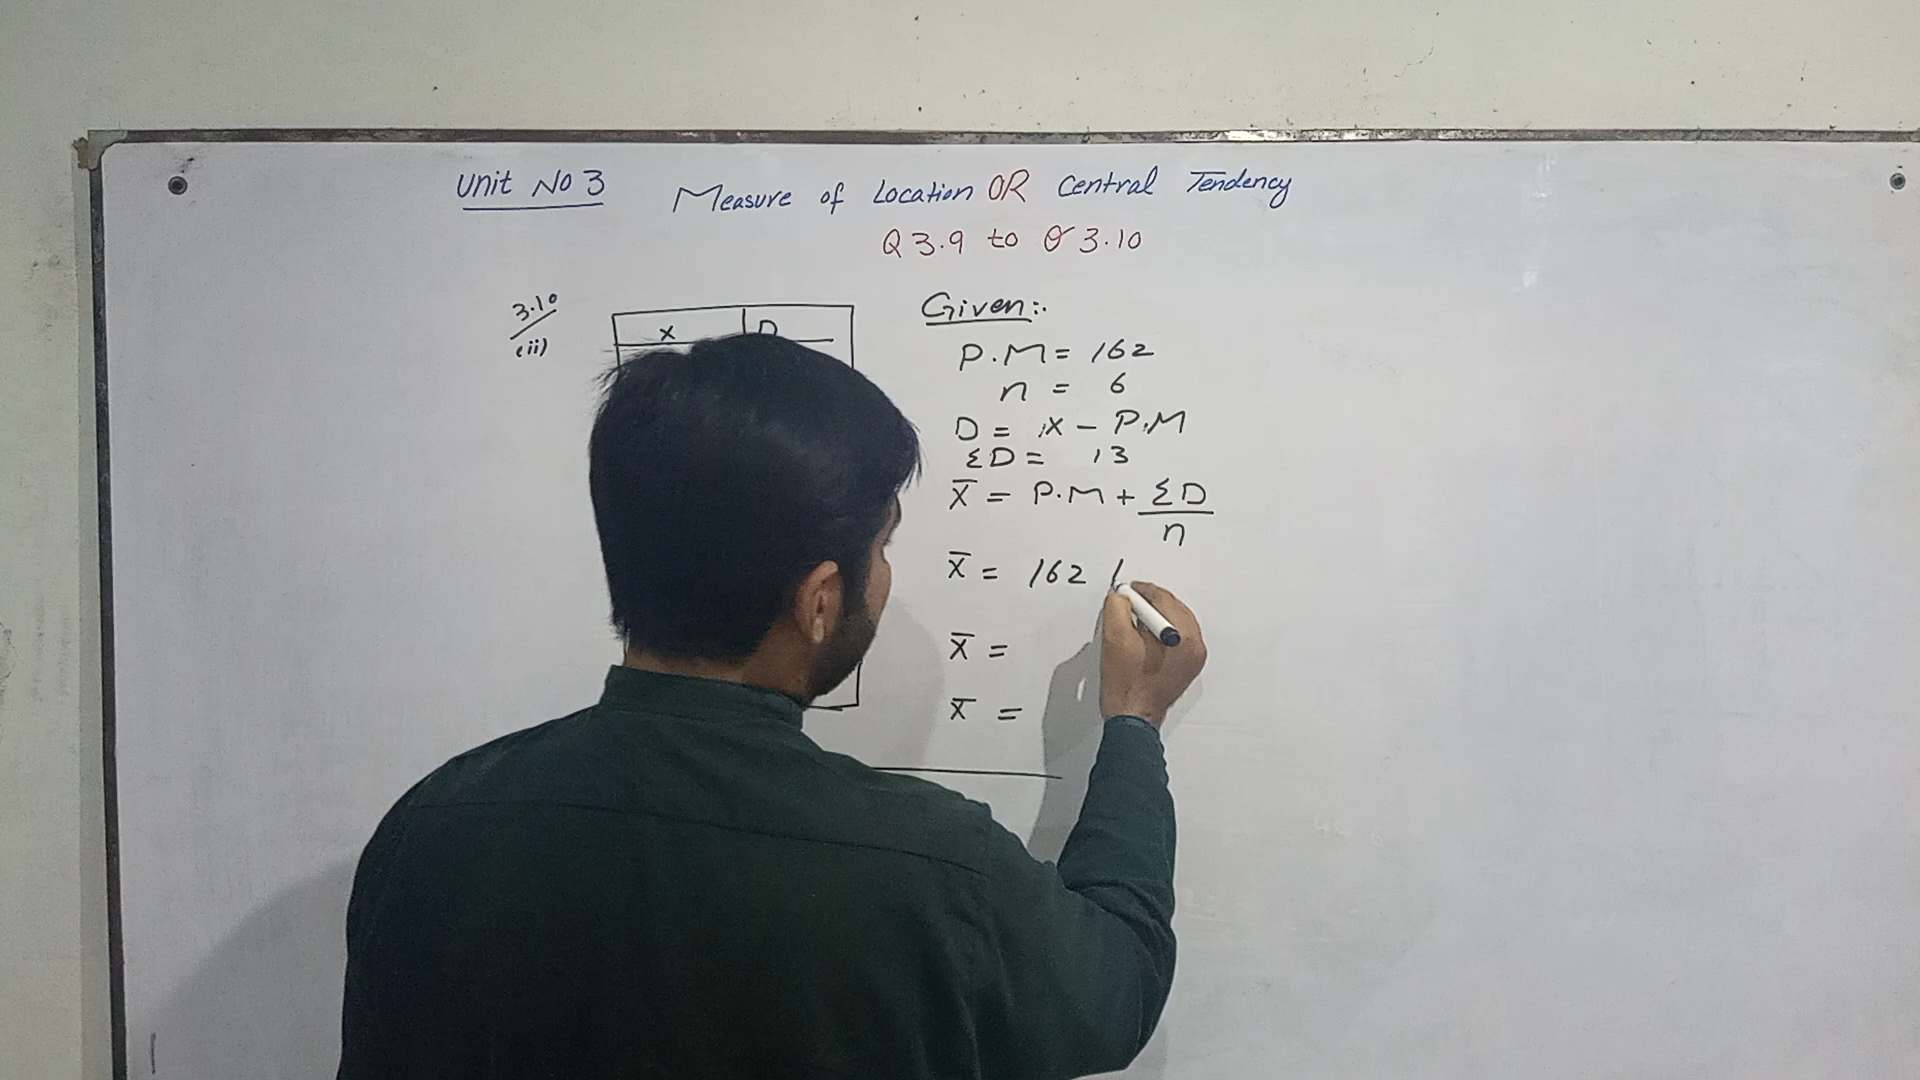 Unit No 3 Measure of Location OR Central Tendency
Q 3.9 to Q 3.10
3.10
(ii)
X D
Given:.
P.M = 162
n = 6
D = X - P.M
ΣD = 13
X̄ = P.M + ΣD
n
X̄ = 162
X̄ =
X̄ =